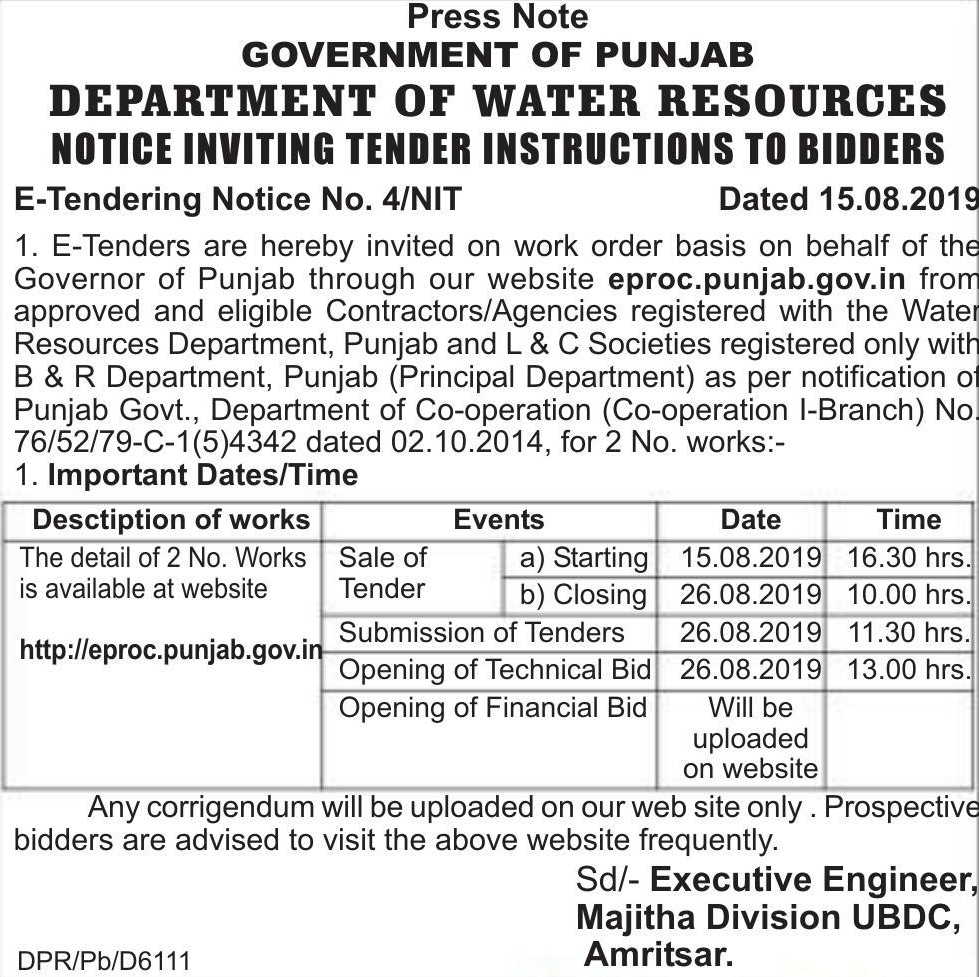 Press Note
GOVERNMENT OF PUNJAB
DEPARTMENT OF WATER RESOURCES
NOTICE INVITING TENDER INSTRUCTIONS TO BIDDERS
E-Tendering Notice No. 4/NIT Dated 15.08.2019
1. E-Tenders are hereby invited on work order basis on behalf of the
Governor of Punjab through our website eproc.punjab.gov.in from
approved and eligible Contractors/Agencies registered with the Water
Resources Department, Punjab and L & C Societies registered only with
B & R Department, Punjab (Principal Department) as per notification of
Punjab Govt., Department of Co-operation (Co-operation I-Branch) No.
76/52/79-C-1(5)4342 dated 02.10.2014, for 2 No. works:-
1. Important Dates/Time
Desctiption of works Events Date Time
The detail of 2 No. Works
is available at website
http://eproc.punjab.gov.in
Sale of
Tender
a) Starting 15.08.2019 16.30 hrs.
b) Closing 26.08.2019 10.00 hrs.
Submission of Tenders 26.08.2019 11.30 hrs.
Opening of Technical Bid 26.08.2019 13.00 hrs.
Opening of Financial Bid Will be
uploaded
on website
Any corrigendum will be uploaded on our web site only . Prospective
bidders are advised to visit the above website frequently.
Sd/- Executive Engineer,
Majitha Division UBDC,
Amritsar.
DPR/Pb/D6111